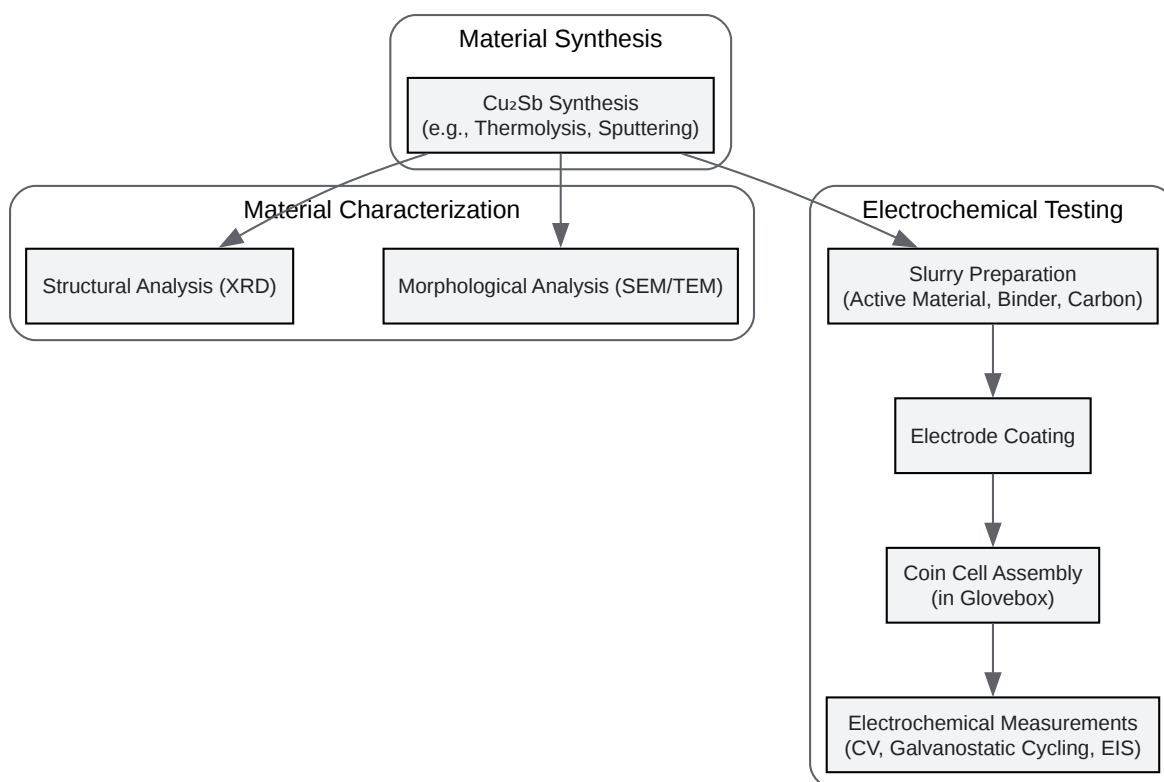 Material Synthesis
Cu₂Sb Synthesis
(e.g., Thermolysis, Sputtering)
Material Characterization
Structural Analysis (XRD)
Morphological Analysis (SEM/TEM)
Electrochemical Testing
Slurry Preparation
(Active Material, Binder, Carbon)
Electrode Coating
Coin Cell Assembly
(in Glovebox)
Electrochemical Measurements
(CV, Galvanostatic Cycling, EIS)